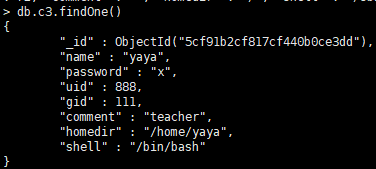 > db.c3.findOne()
{
"_id" : ObjectId("5cf91b2cf817cf440b0ce3dd"),
"name" : "yaya",
"password" : "x",
"uid" : 888,
"gid" : 111,
"comment" : "teacher",
"homedir" : "/home/yaya",
"shell" : "/bin/bash"
}